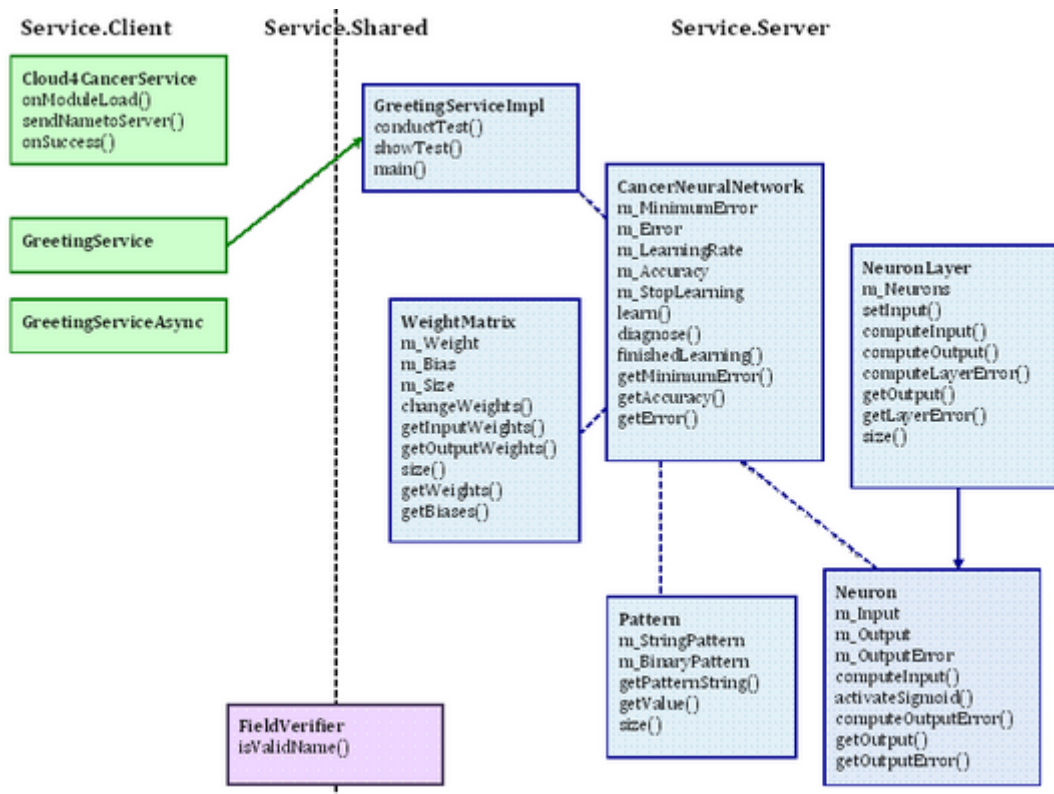 Service.Client
Service.Shared
Service.Server
Cloud4CancerService
onModuleLoad()
sendNametoServer()
onSuccess()
GreetingService
GreetingServiceAsync
GreetingServiceImpl
conductTest()
showTest()
main()
WeightMatrix
m_Weight
m_Bias
m_Size
changeWeights()
getInputWeights()
getOutputWeights()
size()
getWeights()
getBiases()
CancerNeuralNetwork
m_MinimumError
m_Error
m_LearningRate
m_Accuracy
m_StopLearning
learn()
diagnose()
finishedLearning()
getMinimumError()
getAccuracy()
getError()
NeuronLayer
m_Neurons
setInput()
computeInput()
computeOutput()
computeLayerError()
getOutput()
getLayerError()
size()
Pattern
m_StringPattern
m_BinaryPattern
getPatternString()
getValue()
size()
Neuron
m_Input
m_Output
m_OutputError
computeInput()
activateSigmoid()
computeOutputError()
getOutput()
getOutputError()
FieldVerifier
isValidName()